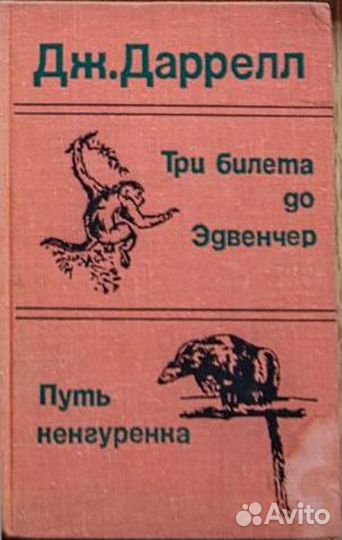 Дж.Даррелл
Три билета
до
Эдвенчер
Путь
кенгуренка
Avito